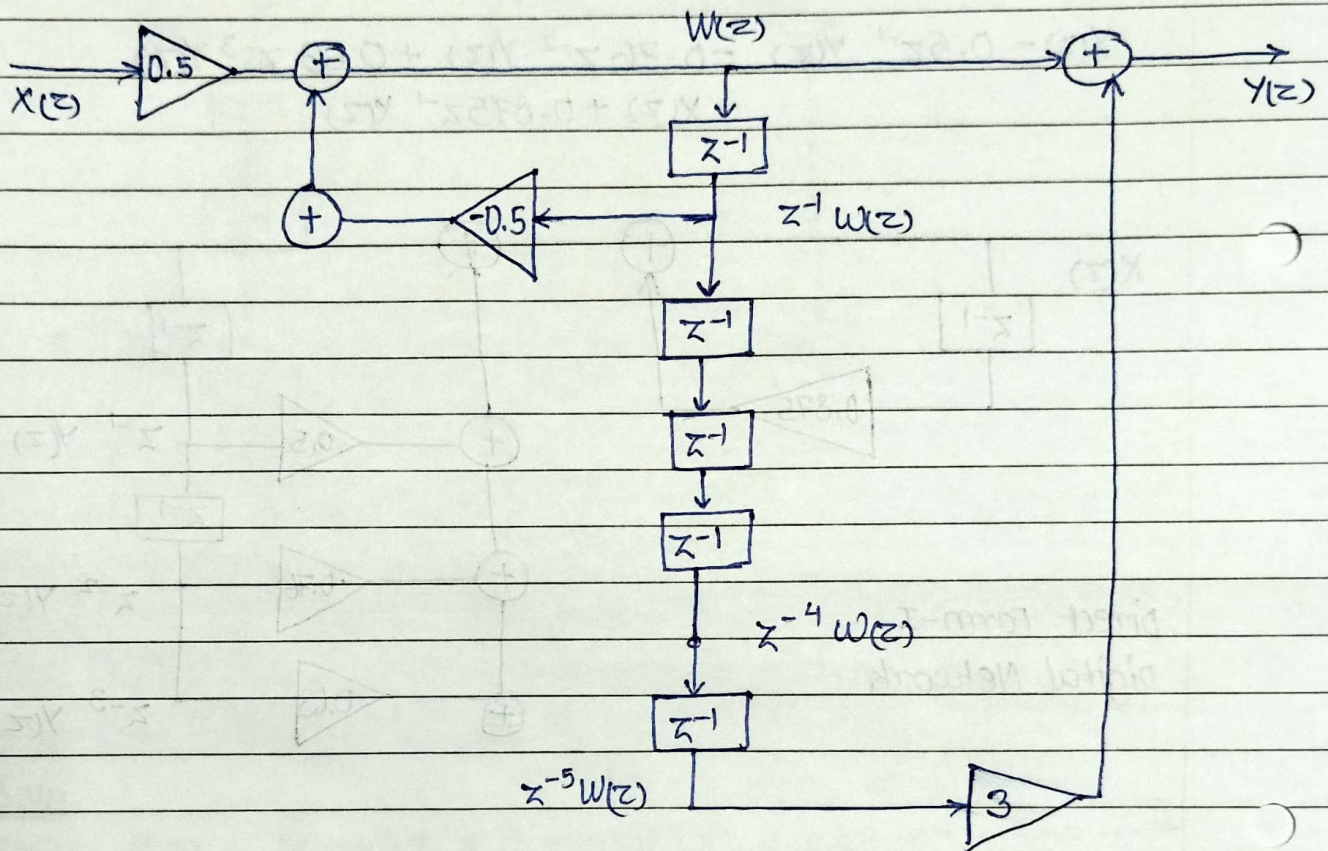 W(z)
0.5 + +
X(z) Y(z)
z⁻¹
+ -0.5 z⁻¹ W(z)
z⁻¹
z⁻¹
z⁻¹
z⁻⁴ W(z)
z⁻¹
z⁻⁵ W(z) 3